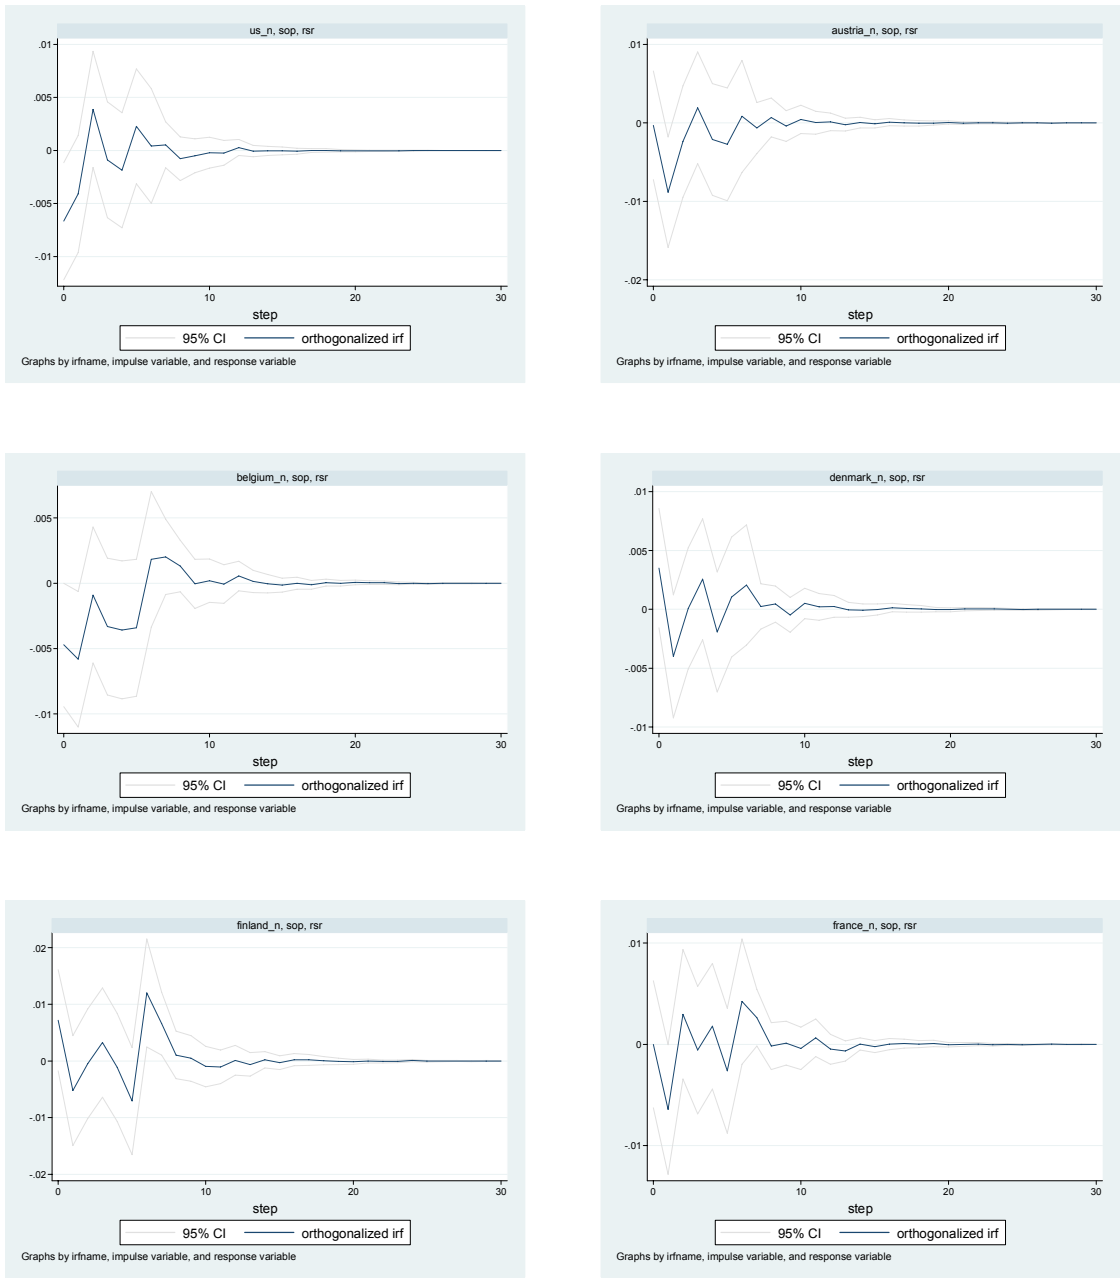 us_n, sop, rsr
.01
.005
0
-.005
-.01
0 10 20 30
step
95% CI orthogonalized irf
Graphs by irfname, impulse variable, and response variable
austria_n, sop, rsr
.01
0
-.01
-.02
0 10 20 30
step
95% CI orthogonalized irf
Graphs by irfname, impulse variable, and response variable
belgium_n, sop, rsr
.005
0
-.005
-.01
0 10 20 30
step
95% CI orthogonalized irf
Graphs by irfname, impulse variable, and response variable
denmark_n, sop, rsr
.01
.005
0
-.005
-.01
0 10 20 30
step
95% CI orthogonalized irf
Graphs by irfname, impulse variable, and response variable
finland_n, sop, rsr
.02
.01
0
-.01
-.02
0 10 20 30
step
95% CI orthogonalized irf
Graphs by irfname, impulse variable, and response variable
france_n, sop, rsr
.01
0
-.01
0 10 20 30
step
95% CI orthogonalized irf
Graphs by irfname, impulse variable, and response variable